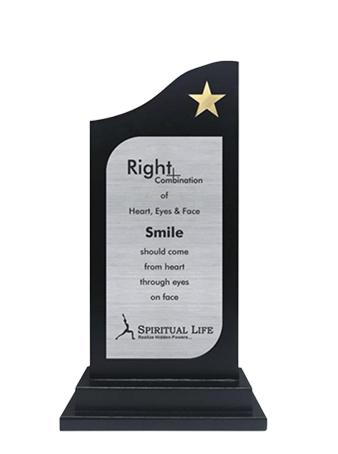 Right
Combination
of
Heart, Eyes & Face
Smile
should come
from heart
through eyes
on face
SPIRITUAL LIFE
Realize Hidden Powers...